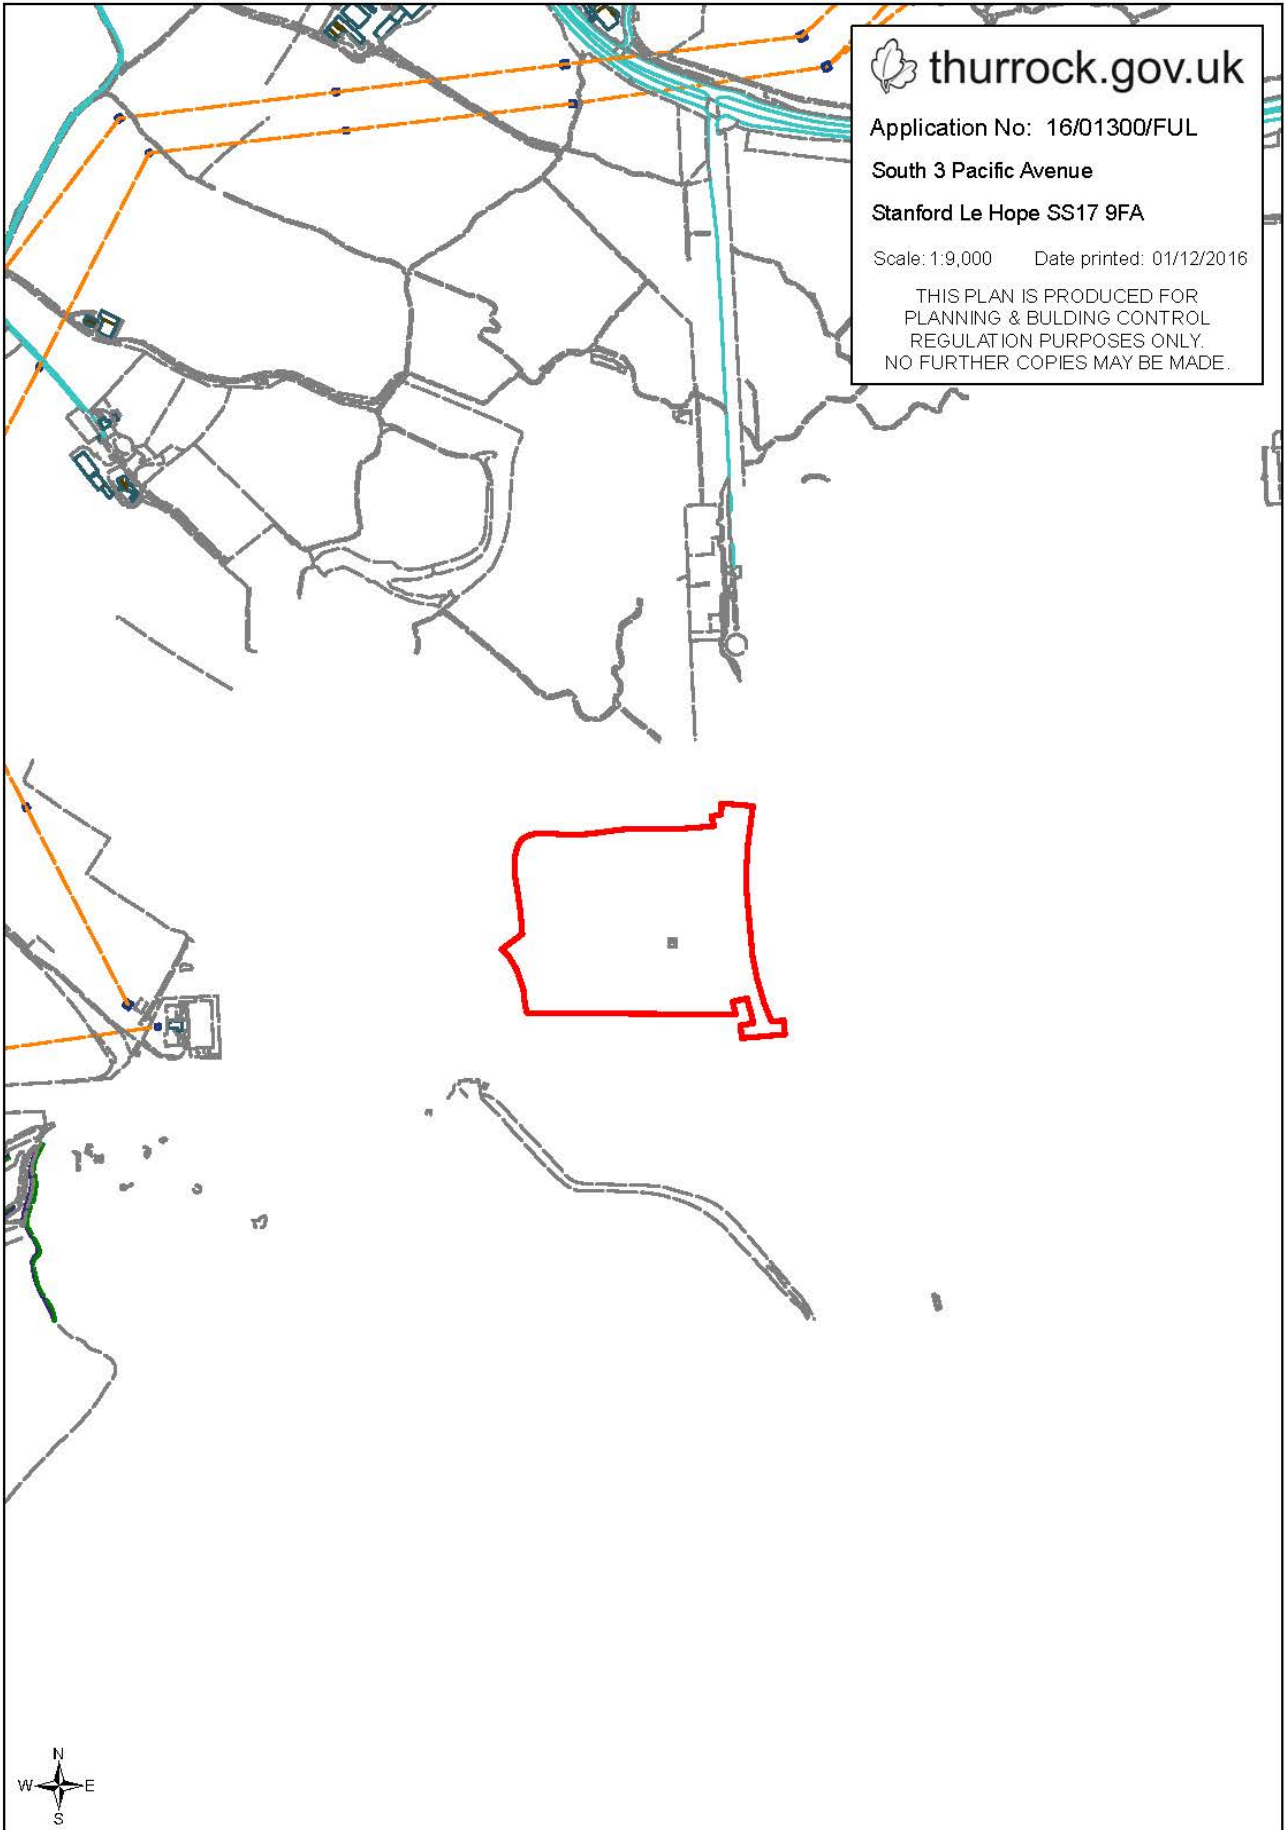 thurrock.gov.uk
Application No: 16/01300/FUL
South 3 Pacific Avenue
Stanford Le Hope SS17 9FA
Scale: 1:9,000 Date printed: 01/12/2016
THIS PLAN IS PRODUCED FOR
PLANNING & BULDING CONTROL
REGULATION PURPOSES ONLY.
NO FURTHER COPIES MAY BE MADE.
N
W E
S